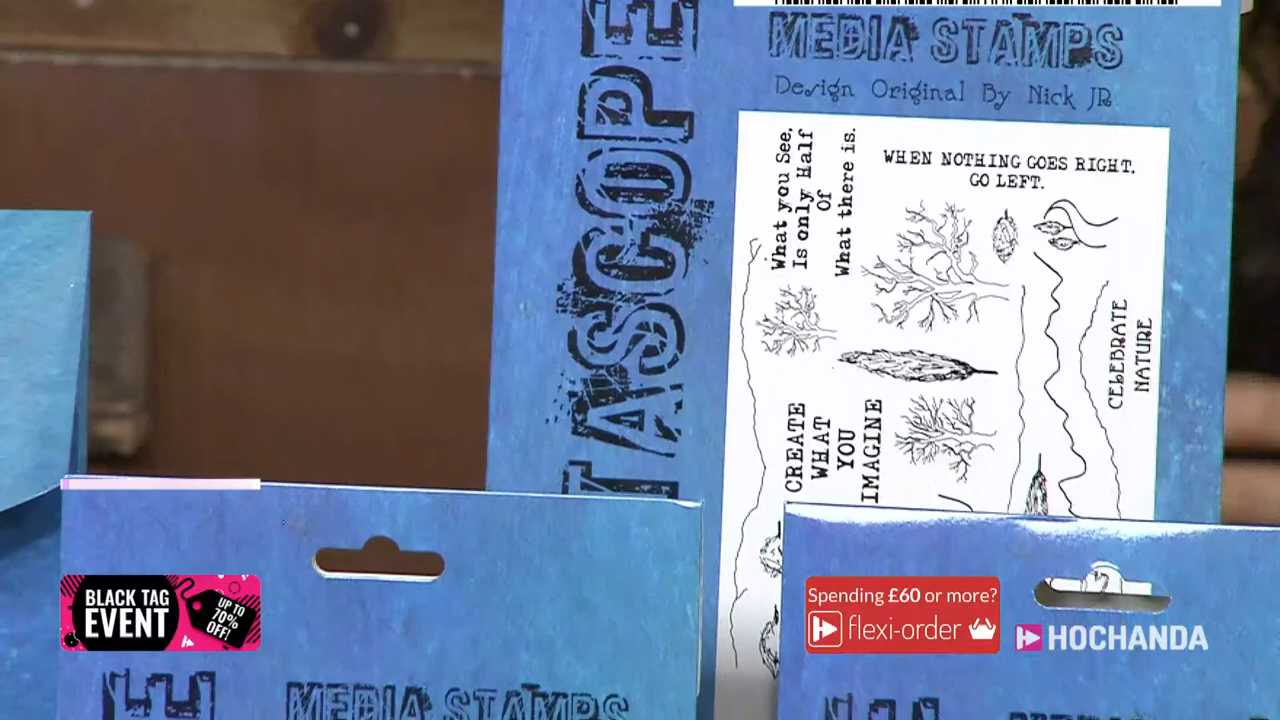 MEDIA STAMPS
Design Original By Nick JR
ASCOPE
What you See,
Is only Half
Of
What there is.
WHEN NOTHING GOES RIGHT.
GO LEFT.
CELEBRATE
NATURE
CREATE
WHAT
YOU
IMAGINE
BLACK TAG
EVENT
UP TO
70%
OFF!
Spending £60 or more?
flexi-order
HOCHANDA
MEDIA STAMPS